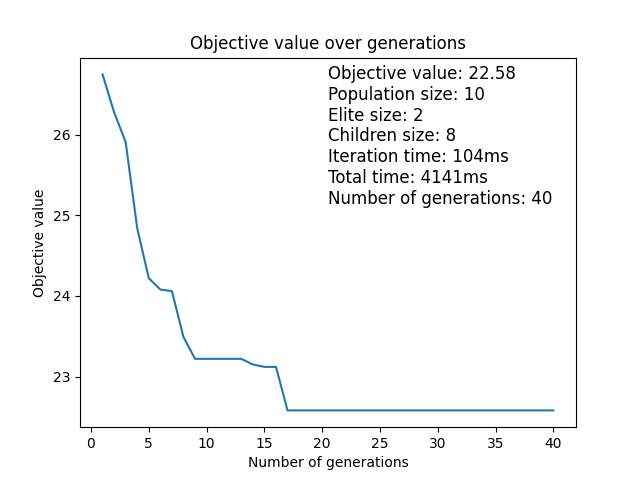 Objective value over generations
Objective value: 22.58
Population size: 10
Elite size: 2
Children size: 8
Iteration time: 104ms
Total time: 4141ms
Number of generations: 40
Objective value
26
25
24
23
0 5 10 15 20 25 30 35 40
Number of generations